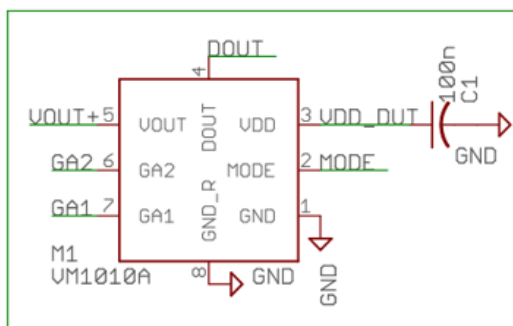 DOUT
4
100n
C1
VOUT+ 5 VOUT DOUT VDD 3 VDD_DUT
GND
GA2 6 GA2 MODE 2 MODE
GA1 7 GA1 GND_R GND 1
M1
VM1010A
8 GND
GND